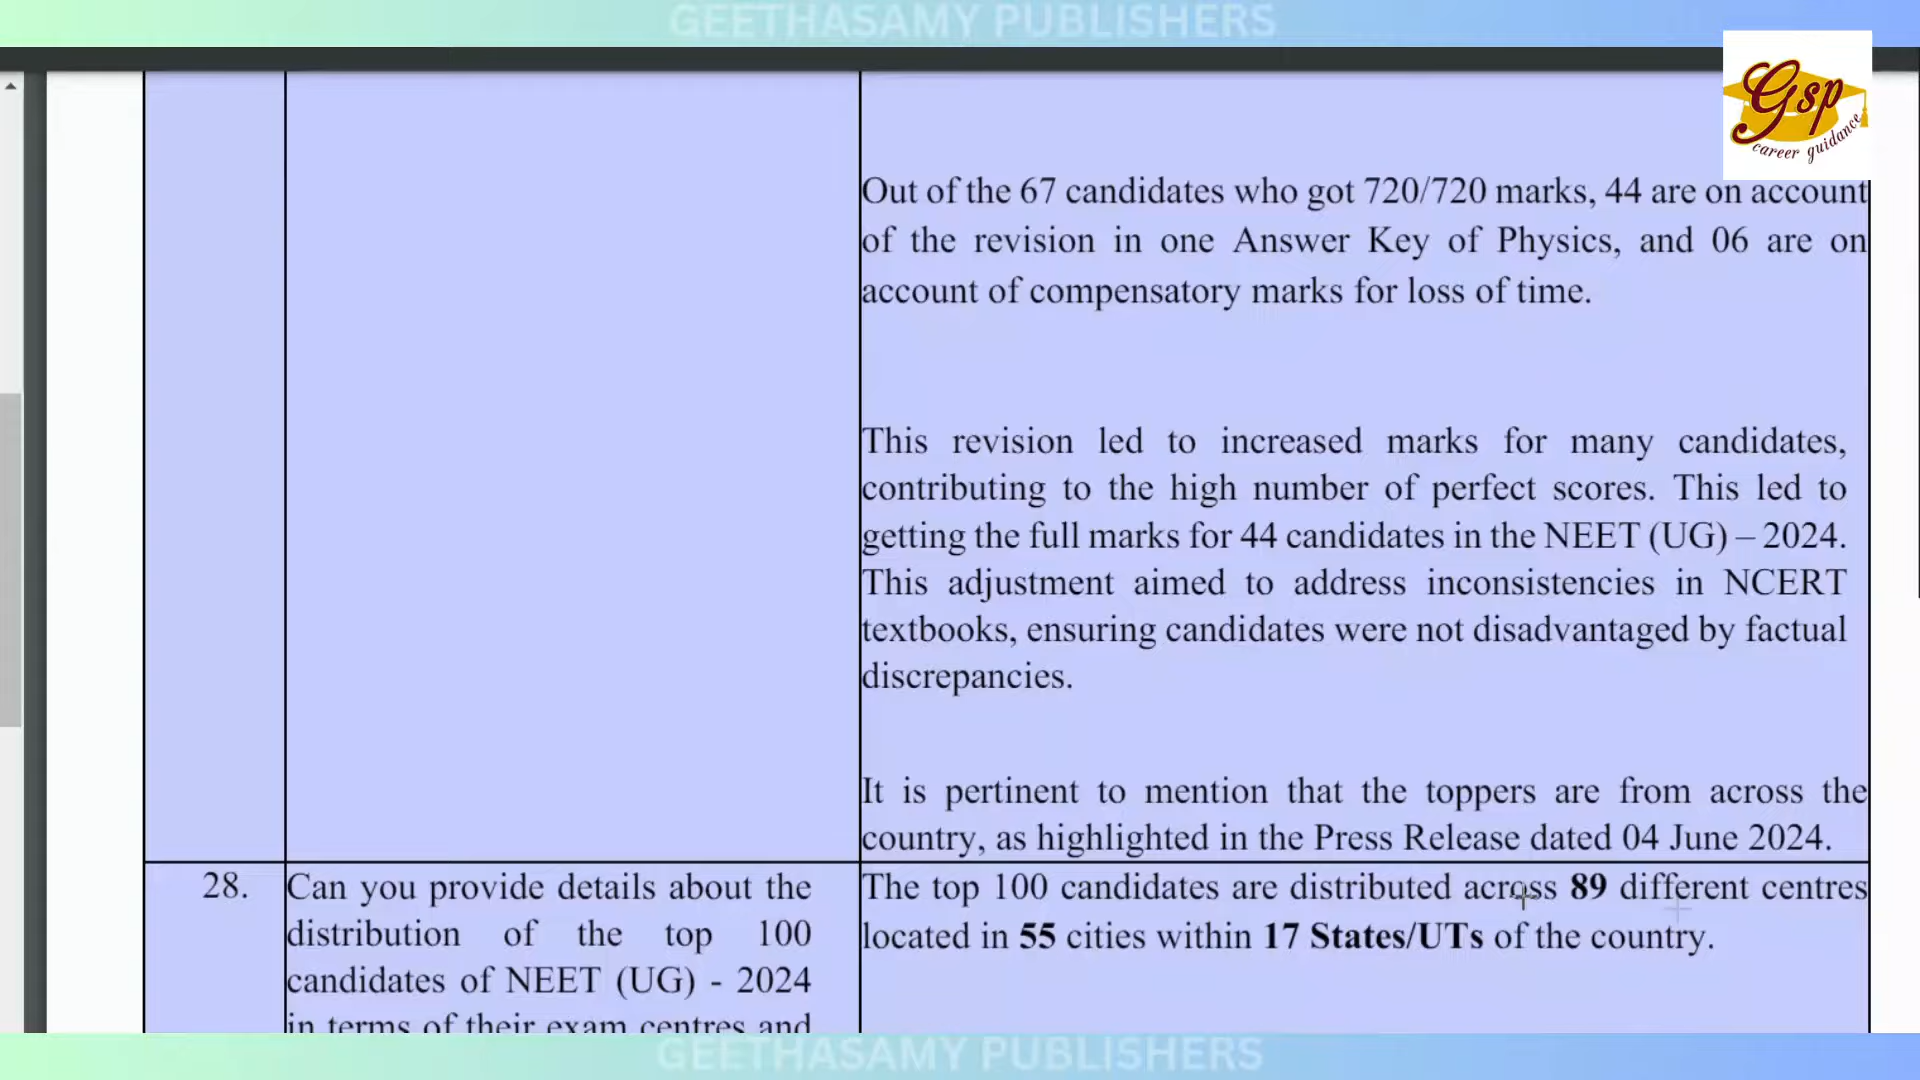 GEETHASAMY PUBLISHERS
Gsp
career guidance
Out of the 67 candidates who got 720/720 marks, 44 are on account
of the revision in one Answer Key of Physics, and 06 are on
account of compensatory marks for loss of time.
This revision led to increased marks for many candidates,
contributing to the high number of perfect scores. This led to
getting the full marks for 44 candidates in the NEET (UG) – 2024.
This adjustment aimed to address inconsistencies in NCERT
textbooks, ensuring candidates were not disadvantaged by factual
discrepancies.
It is pertinent to mention that the toppers are from across the
country, as highlighted in the Press Release dated 04 June 2024.
28.
Can you provide details about the
distribution of the top 100
candidates of NEET (UG) - 2024
in terms of their exam centres and
The top 100 candidates are distributed across 89 different centres
located in 55 cities within 17 States/UTs of the country.
GEETHASAMY PUBLISHERS